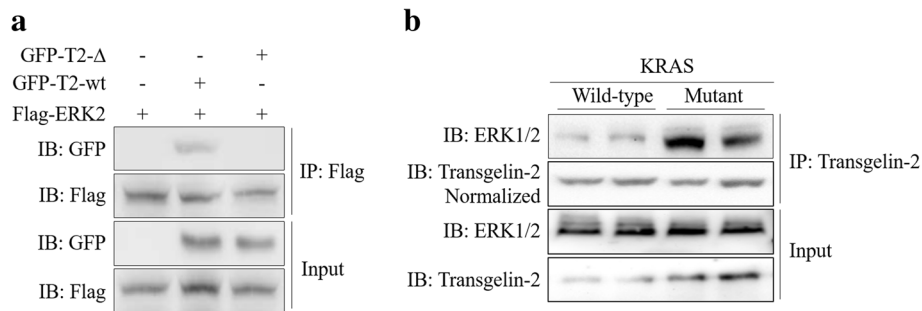 a
GFP-T2-Δ - - +
GFP-T2-wt - + -
Flag-ERK2 + + +
IB: GFP
IB: Flag
IP: Flag
IB: GFP
IB: Flag
Input
b
KRAS
Wild-type Mutant
IB: ERK1/2
IB: Transgelin-2
Normalized
IP: Transgelin-2
IB: ERK1/2
IB: Transgelin-2
Input